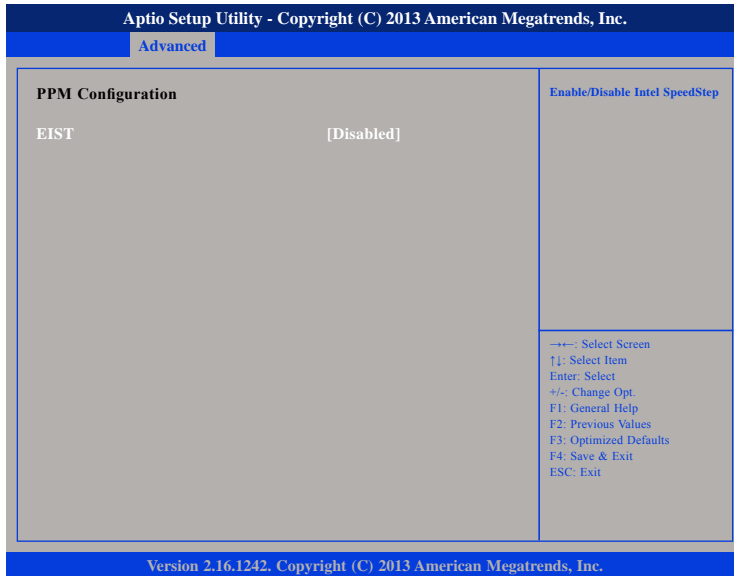 Aptio Setup Utility - Copyright (C) 2013 American Megatrends, Inc.
Advanced
PPM Configuration
EIST [Disabled]
Enable/Disable Intel SpeedStep
→←: Select Screen
↑↓: Select Item
Enter: Select
+/-: Change Opt.
F1: General Help
F2: Previous Values
F3: Optimized Defaults
F4: Save & Exit
ESC: Exit
Version 2.16.1242. Copyright (C) 2013 American Megatrends, Inc.